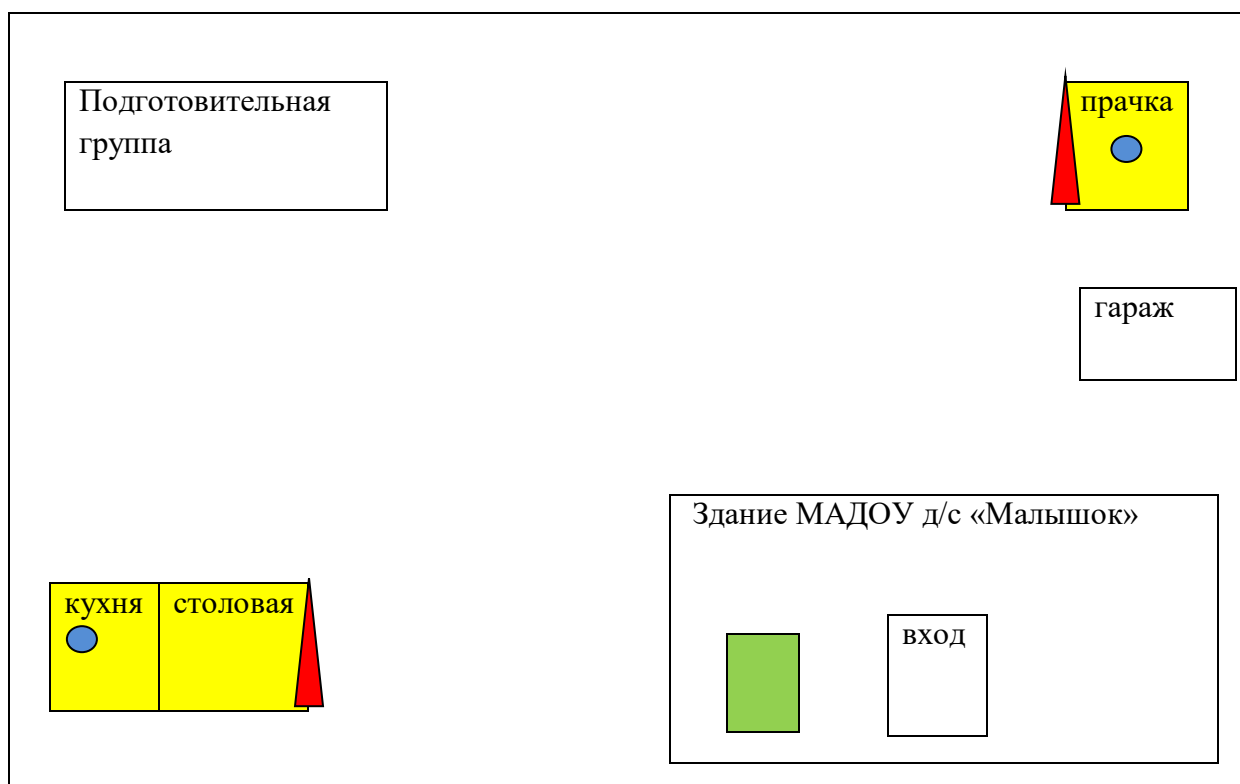 Подготовительная
группа
прачка
гараж
Здание МАДОУ д/с «Малышок»
кухня
столовая
вход